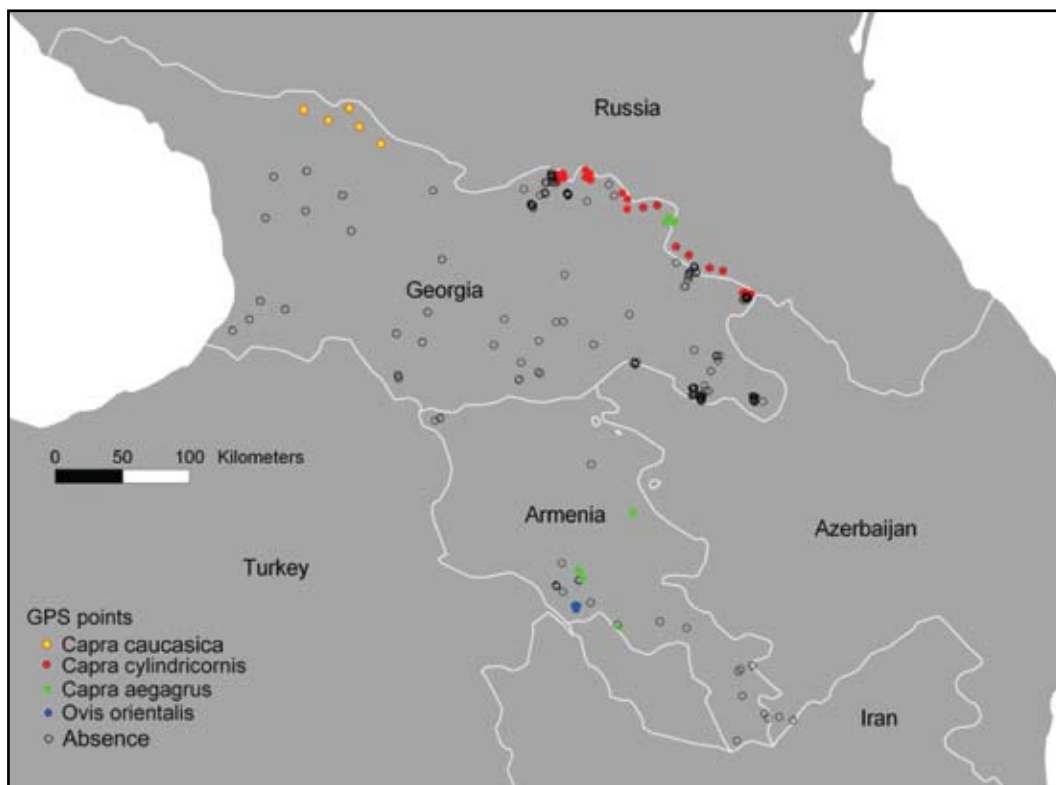 Russia
Georgia
0 50 100 Kilometers
Armenia
Azerbaijan
Turkey
GPS points
Capra caucasica
Capra cylindricornis
Capra aegagrus
Ovis orientalis
Absence
Iran